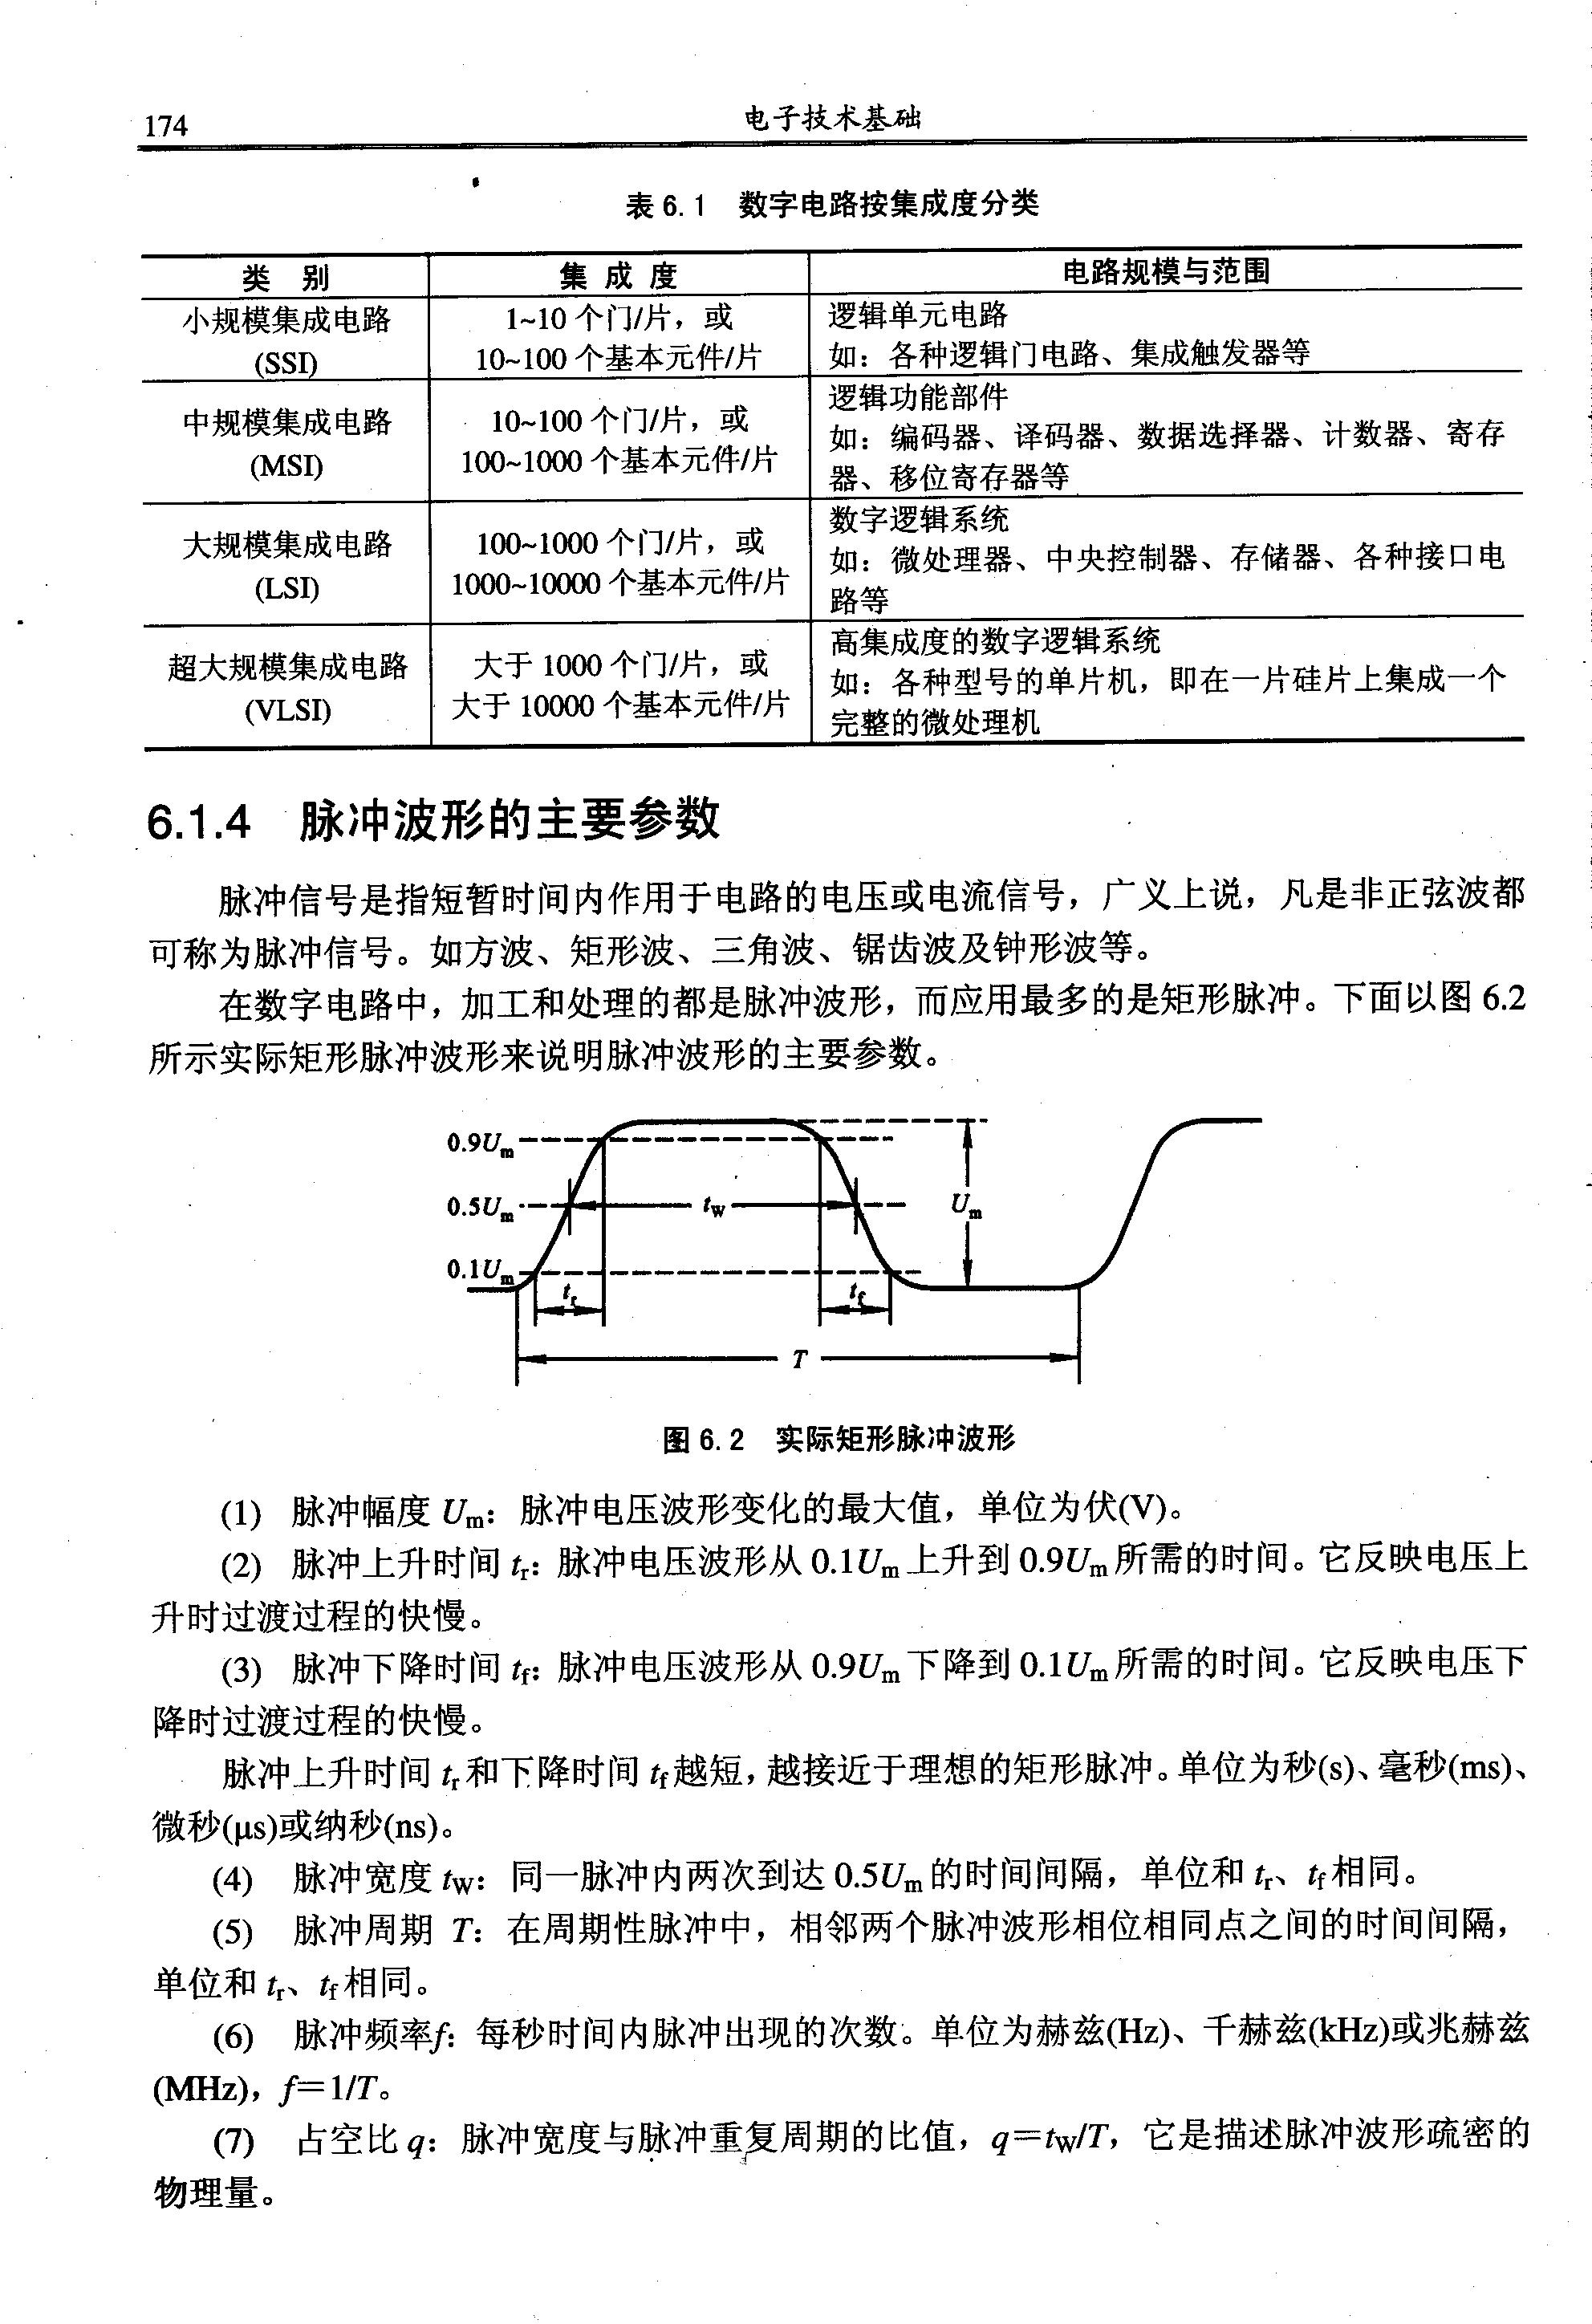 174
电子技术基础
表 6.1 数字电路按集成度分类
类 别 集 成 度 电路规模与范围
小规模集成电路
(SSI)
1~10 个门/片，或
10~100 个基本元件/片
逻辑单元电路
如：各种逻辑门电路、集成触发器等
中规模集成电路
(MSI)
10~100 个门/片，或
100~1000 个基本元件/片
逻辑功能部件
如：编码器、译码器、数据选择器、计数器、寄存
器、移位寄存器等
大规模集成电路
(LSI)
100~1000 个门/片，或
1000~10000 个基本元件/片
数字逻辑系统
如：微处理器、中央控制器、存储器、各种接口电
路等
超大规模集成电路
(VLSI)
大于 1000 个门/片，或
大于 10000 个基本元件/片
高集成度的数字逻辑系统
如：各种型号的单片机，即在一片硅片上集成一个
完整的微处理机
6.1.4 脉冲波形的主要参数
脉冲信号是指短暂时间内作用于电路的电压或电流信号，广义上说，凡是非正弦波都
可称为脉冲信号。如方波、矩形波、三角波、锯齿波及钟形波等。
在数字电路中，加工和处理的都是脉冲波形，而应用最多的是矩形脉冲。下面以图 6.2
所示实际矩形脉冲波形来说明脉冲波形的主要参数。
0.9Um
0.5Um tw Um
0.1Um
tr tf
T
图 6.2 实际矩形脉冲波形
(1) 脉冲幅度 Um：脉冲电压波形变化的最大值，单位为伏(V)。
(2) 脉冲上升时间 tr：脉冲电压波形从 0.1Um 上升到 0.9Um 所需的时间。它反映电压上
升时过渡过程的快慢。
(3) 脉冲下降时间 tf：脉冲电压波形从 0.9Um 下降到 0.1Um 所需的时间。它反映电压下
降时过渡过程的快慢。
脉冲上升时间 tr 和下降时间 tf 越短，越接近于理想的矩形脉冲。单位为秒(s)、毫秒(ms)、
微秒(μs)或纳秒(ns)。
(4) 脉冲宽度 tw：同一脉冲内两次到达 0.5Um 的时间间隔，单位和 tr、tf 相同。
(5) 脉冲周期 T：在周期性脉冲中，相邻两个脉冲波形相位相同点之间的时间间隔，
单位和 tr、tf 相同。
(6) 脉冲频率f：每秒时间内脉冲出现的次数。单位为赫兹(Hz)、千赫兹(kHz)或兆赫兹
(MHz)，f=1/T。
(7) 占空比 q：脉冲宽度与脉冲重复周期的比值，q=tw/T，它是描述脉冲波形疏密的
物理量。